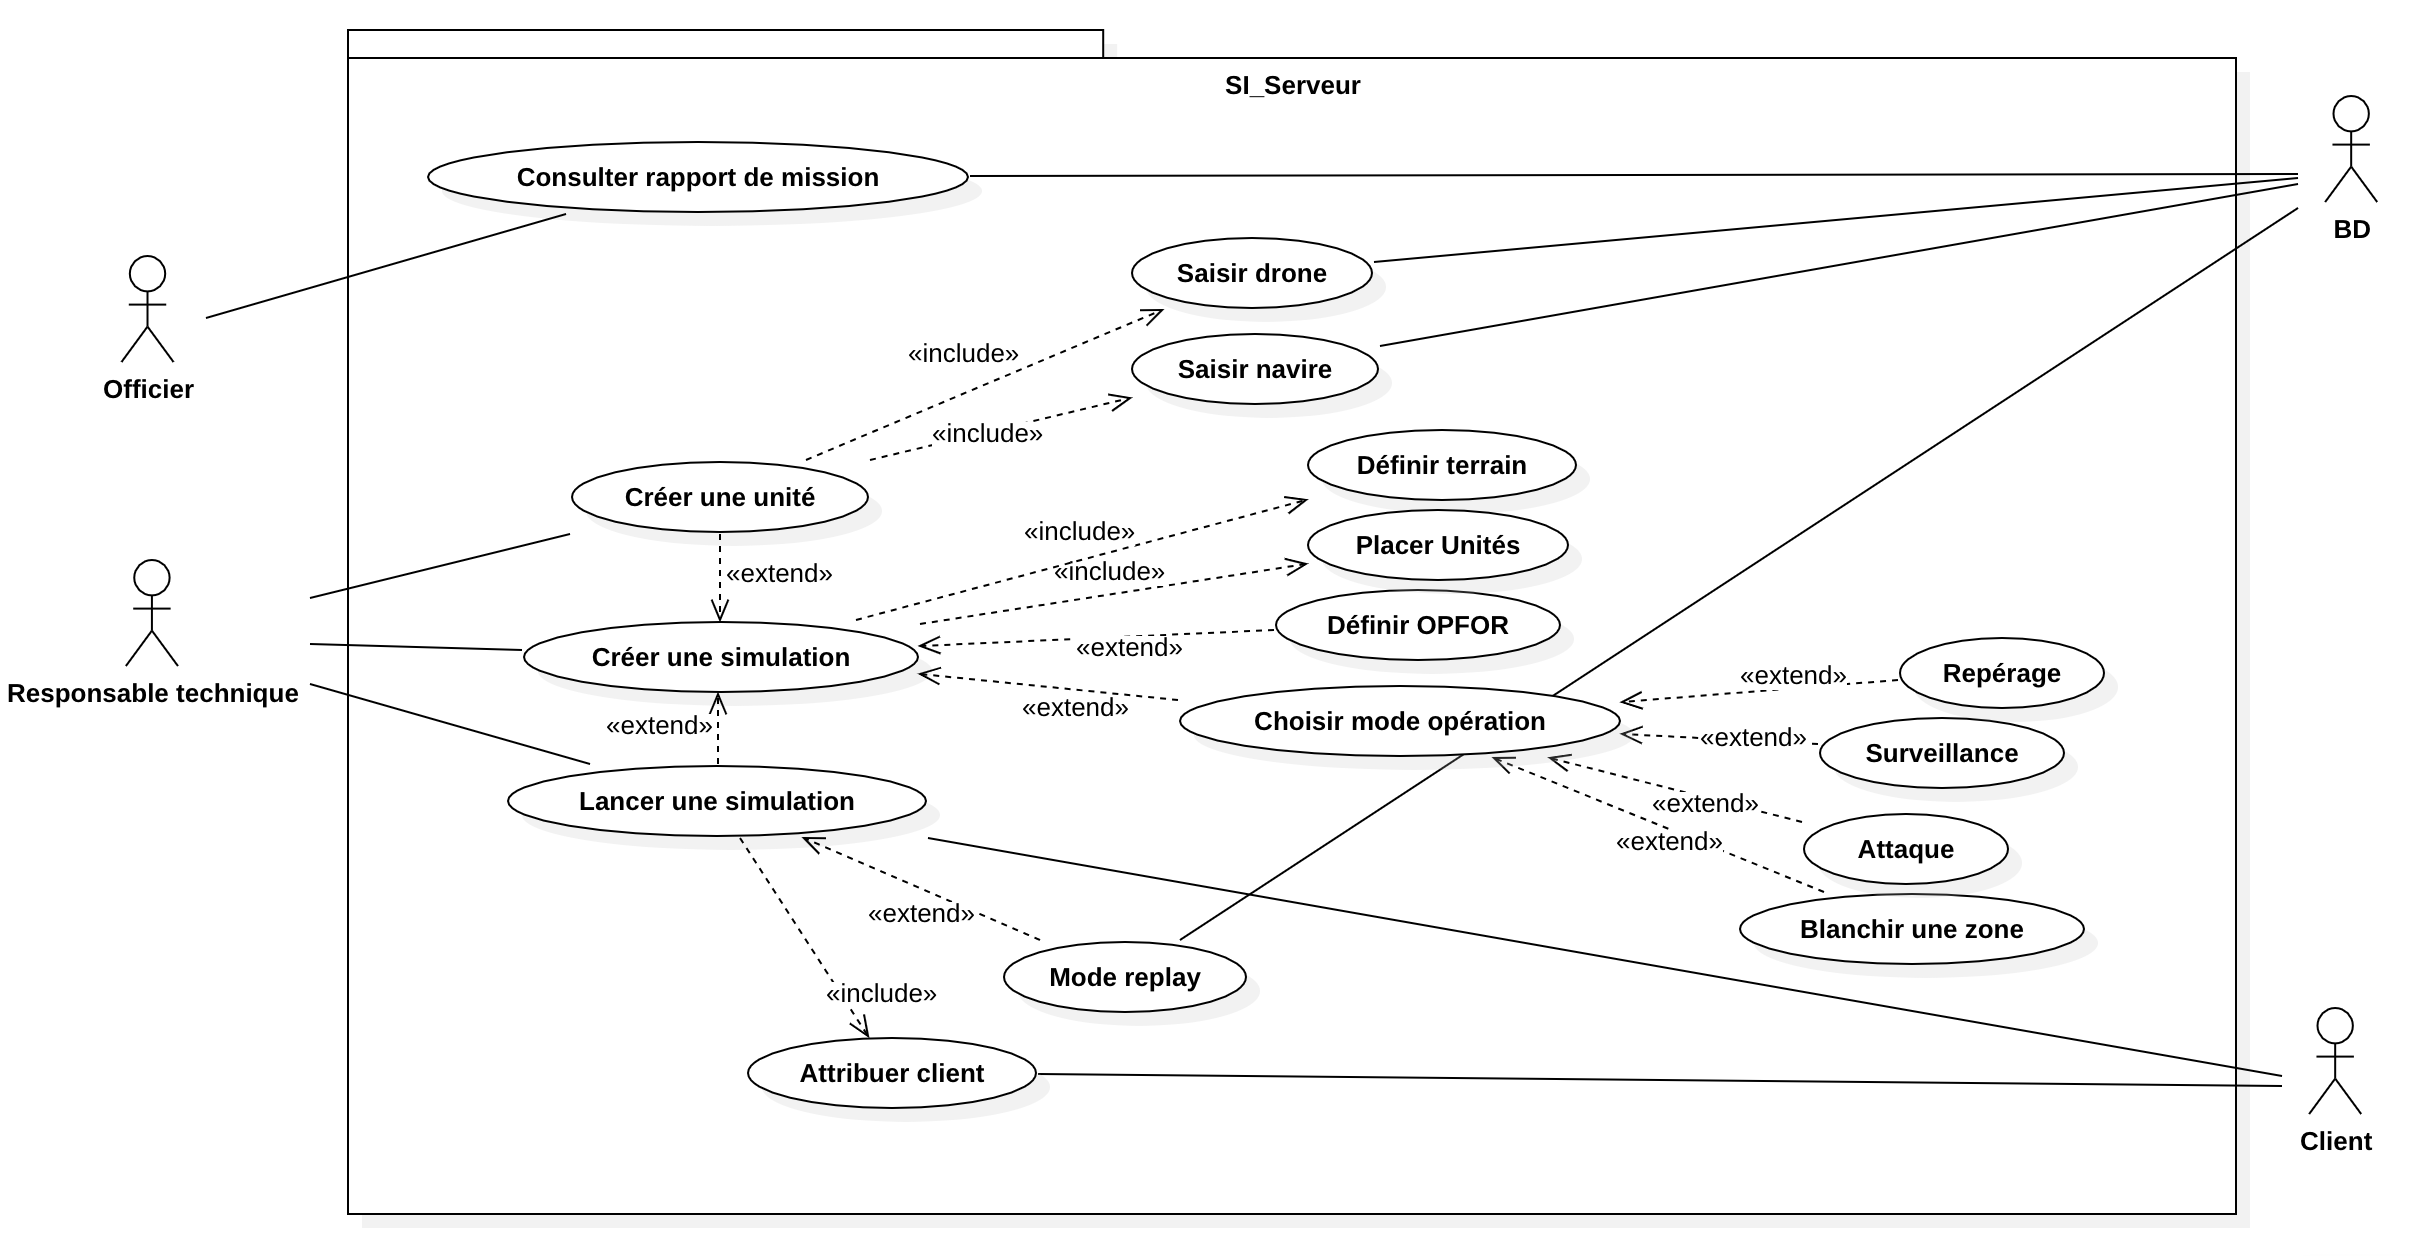 SI_Serveur
Consulter rapport de mission
BD
Saisir drone
Officier
«include»
Saisir navire
«include»
Définir terrain
Créer une unité
«include»
Placer Unités
«extend»
«include»
Définir OPFOR
«extend»
Créer une simulation
Responsable technique
«extend»
Repérage
«extend»
«extend»
Choisir mode opération
«extend»
Surveillance
Lancer une simulation
«extend»
Attaque
«extend»
«extend»
Blanchir une zone
Mode replay
«include»
Attribuer client
Client